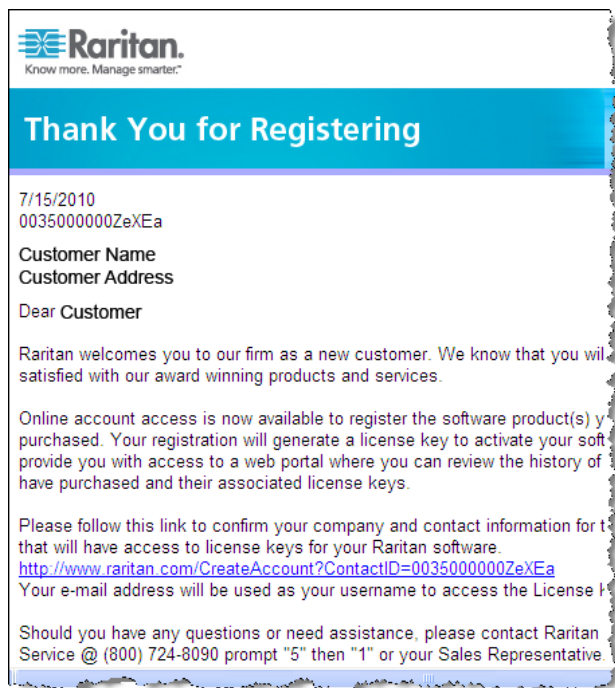 Raritan.
Know more. Manage smarter.™
Thank You for Registering
7/15/2010
0035000000ZeXEa
Customer Name
Customer Address
Dear Customer
Raritan welcomes you to our firm as a new customer. We know that you wil
satisfied with our award winning products and services.
Online account access is now available to register the software product(s) y
purchased. Your registration will generate a license key to activate your soft
provide you with access to a web portal where you can review the history of
have purchased and their associated license keys.
Please follow this link to confirm your company and contact information for t
that will have access to license keys for your Raritan software.
http://www.raritan.com/CreateAccount?ContactID=0035000000ZeXEa
Your e-mail address will be used as your username to access the License
Should you have any questions or need assistance, please contact Raritan
Service @ (800) 724-8090 prompt "5" then "1" or your Sales Representative.